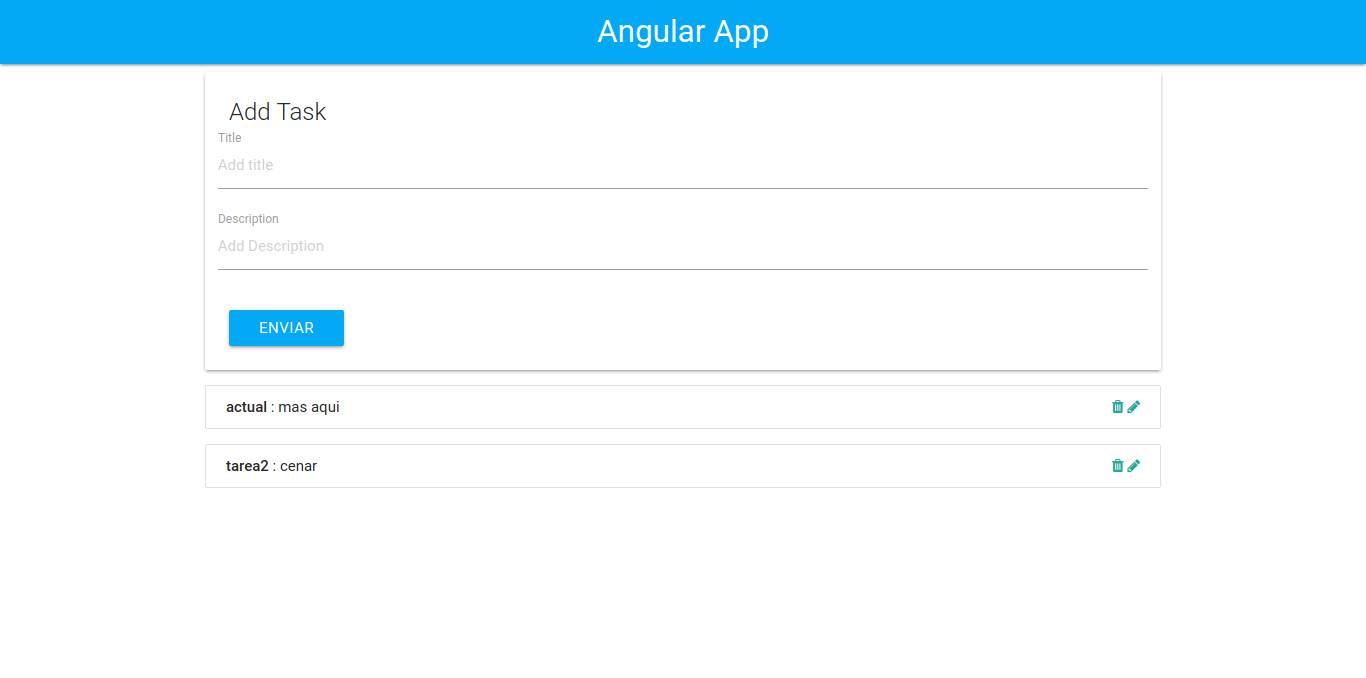 Angular App
Add Task
Title
Add title
Description
Add Description
ENVIAR
actual : mas aqui
tarea2 : cenar